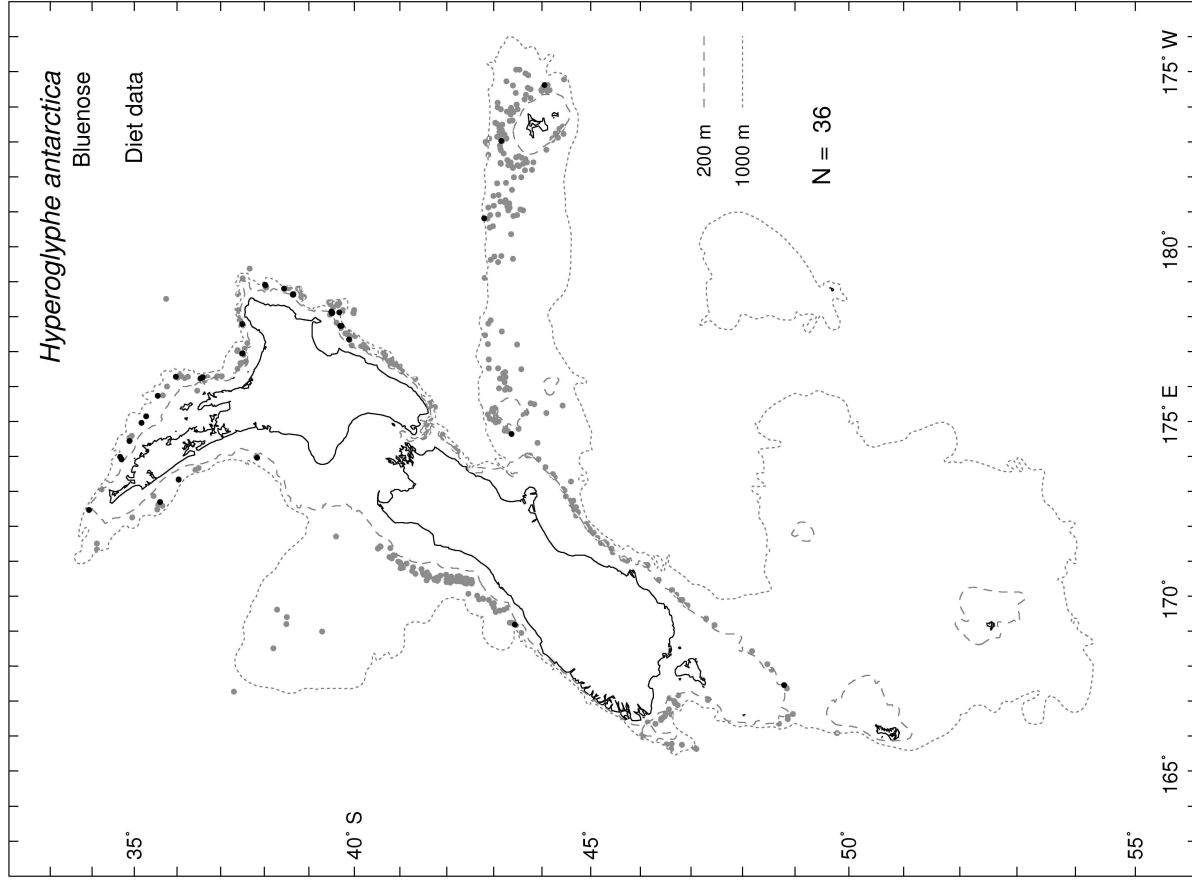 Hyperoglyphe antarctica
Bluenose
Diet data
200 m
1000 m
N = 36
35°
40° S
45°
50°
55°
165°
170°
175° E
180°
175° W